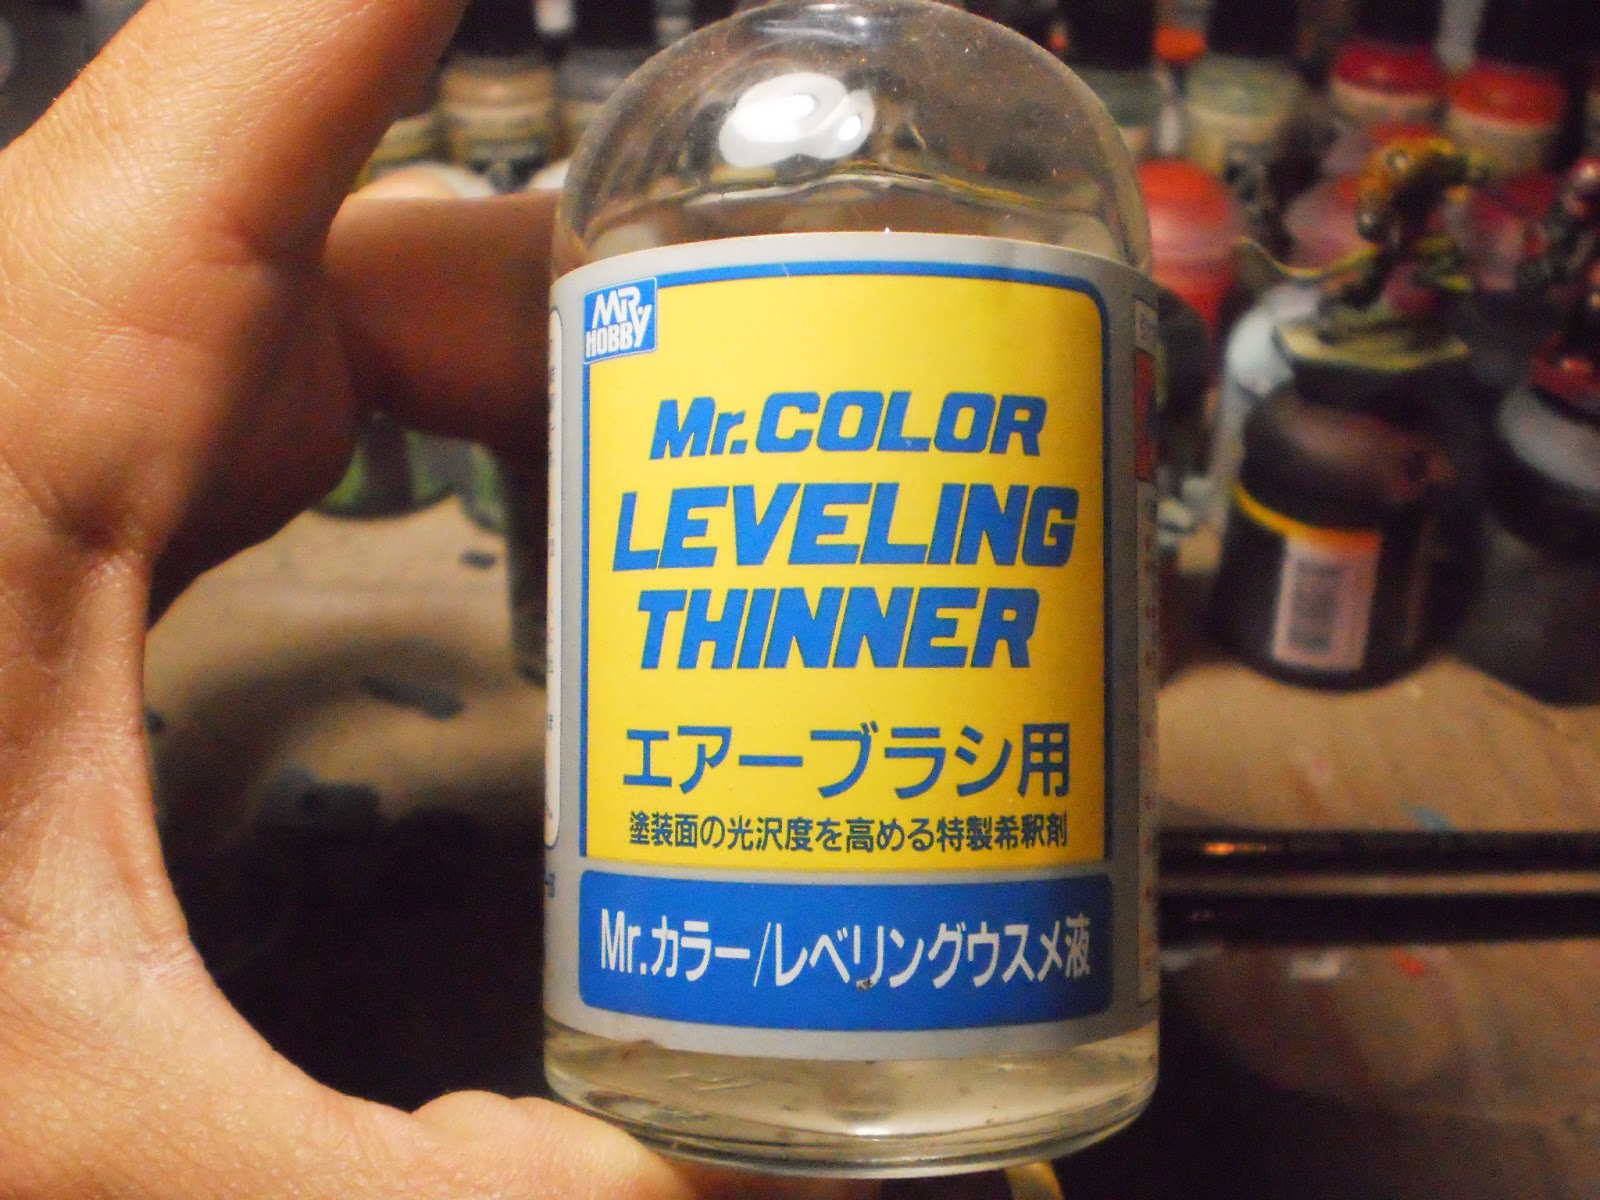 MR. HOBBY
Mr.COLOR
LEVELING
THINNER
エアーブラシ用
塗装面の光沢度を高める特製希釈剤
Mr.カラー/レベリングウスメ液